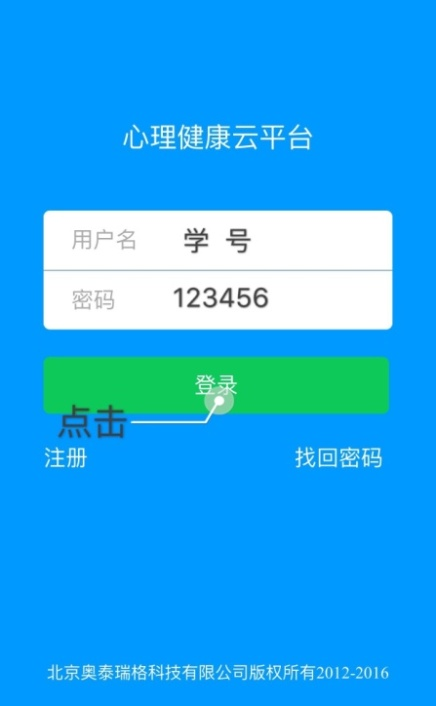 心理健康云平台
用户名 学 号
密码 123456
登录
点击
注册 找回密码
北京奥泰瑞格科技有限公司版权所有2012-2016